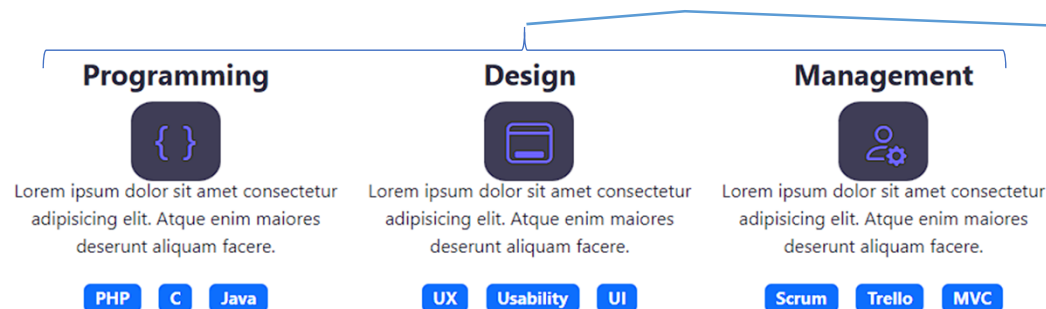 Programming
Lorem ipsum dolor sit amet consectetur
adipisicing elit. Atque enim maiores
deserunt aliquam facere.
PHP C Java
Design
Lorem ipsum dolor sit amet consectetur
adipisicing elit. Atque enim maiores
deserunt aliquam facere.
UX Usability UI
Management
Lorem ipsum dolor sit amet consectetur
adipisicing elit. Atque enim maiores
deserunt aliquam facere.
Scrum Trello MVC